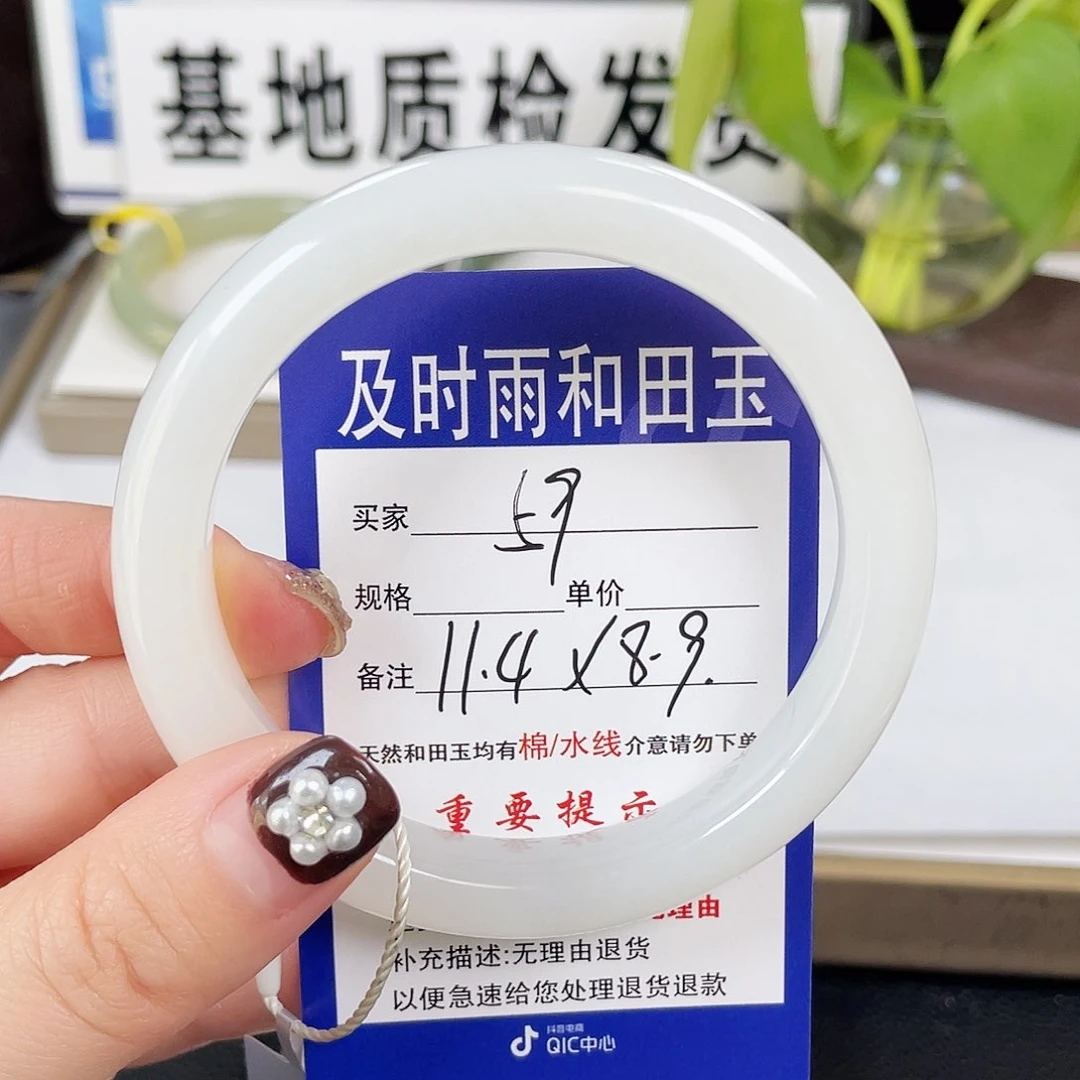 基地质检发货
及时雨和田玉
买家 59
规格 单价
备注 11.4×8.9.
天然和田玉均有棉/水线介意请勿下单
重要提示
理由
补充描述:无理由退货
以便急速给您处理退货退款
抖音电商
QIC中心